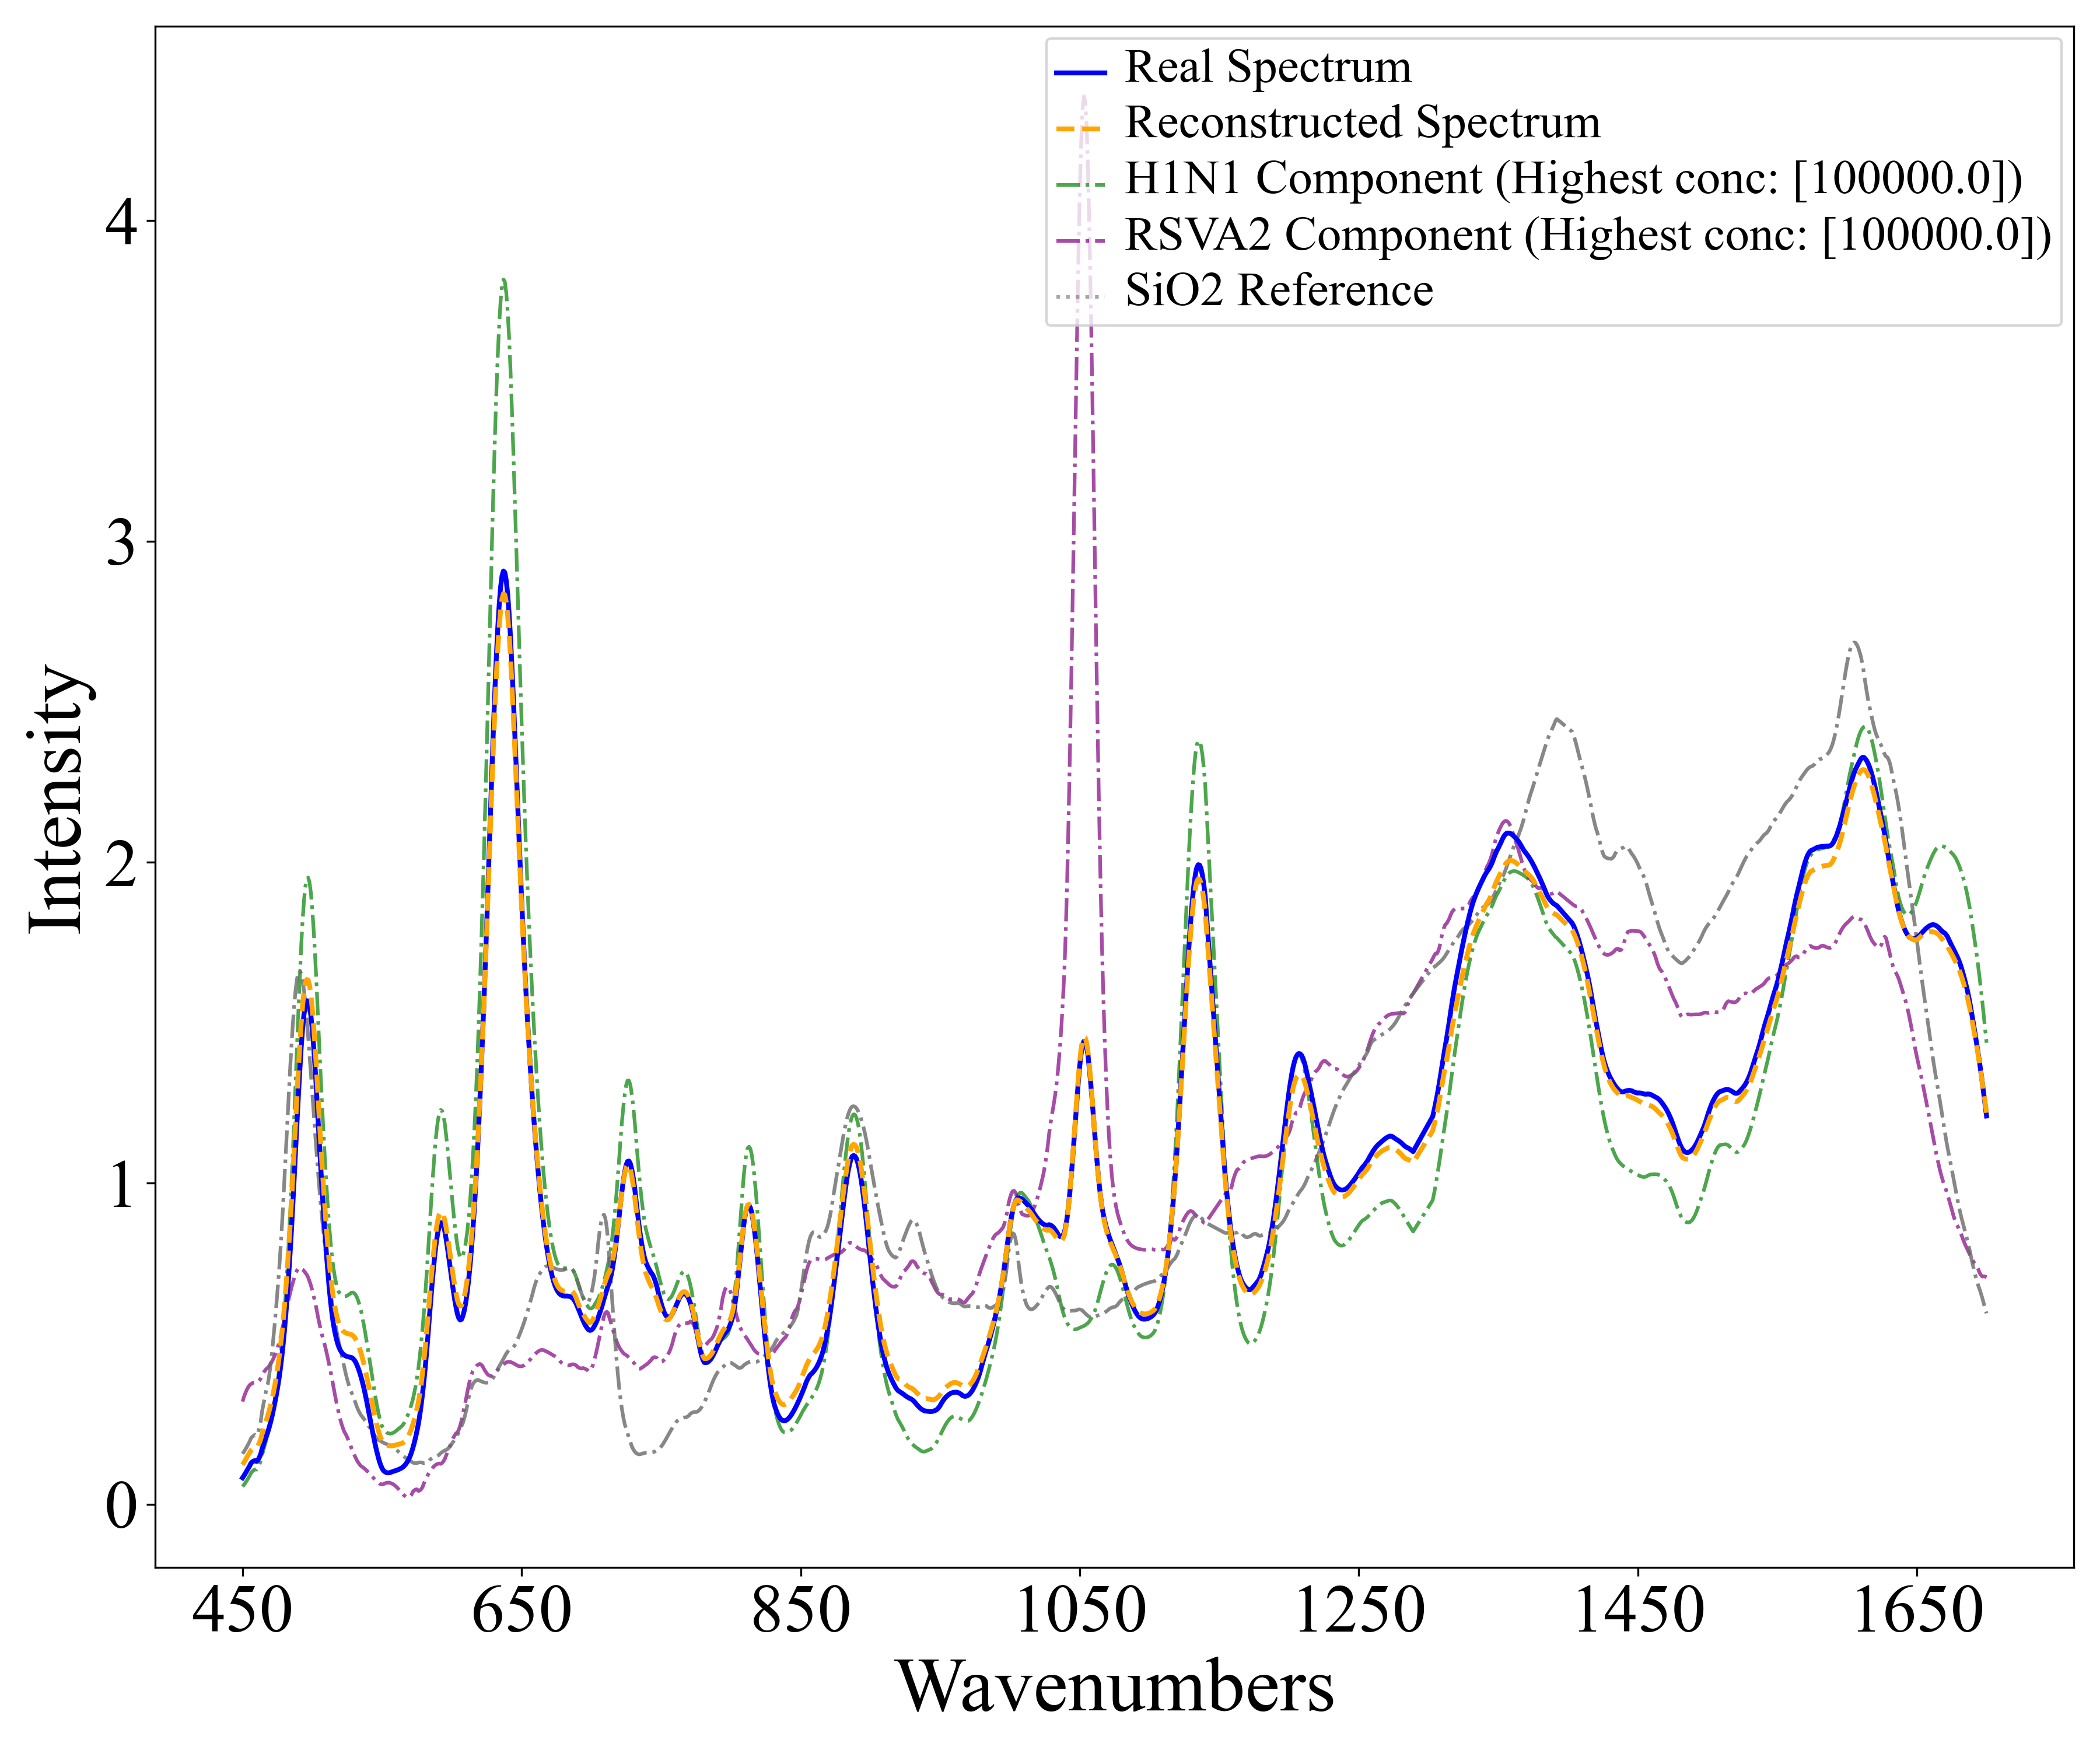 Real Spectrum
Reconstructed Spectrum
H1N1 Component (Highest conc: [100000.0])
RSVA2 Component (Highest conc: [100000.0])
SiO2 Reference
Intensity
4
3
2
1
0
450 650 850 1050 1250 1450 1650
Wavenumbers